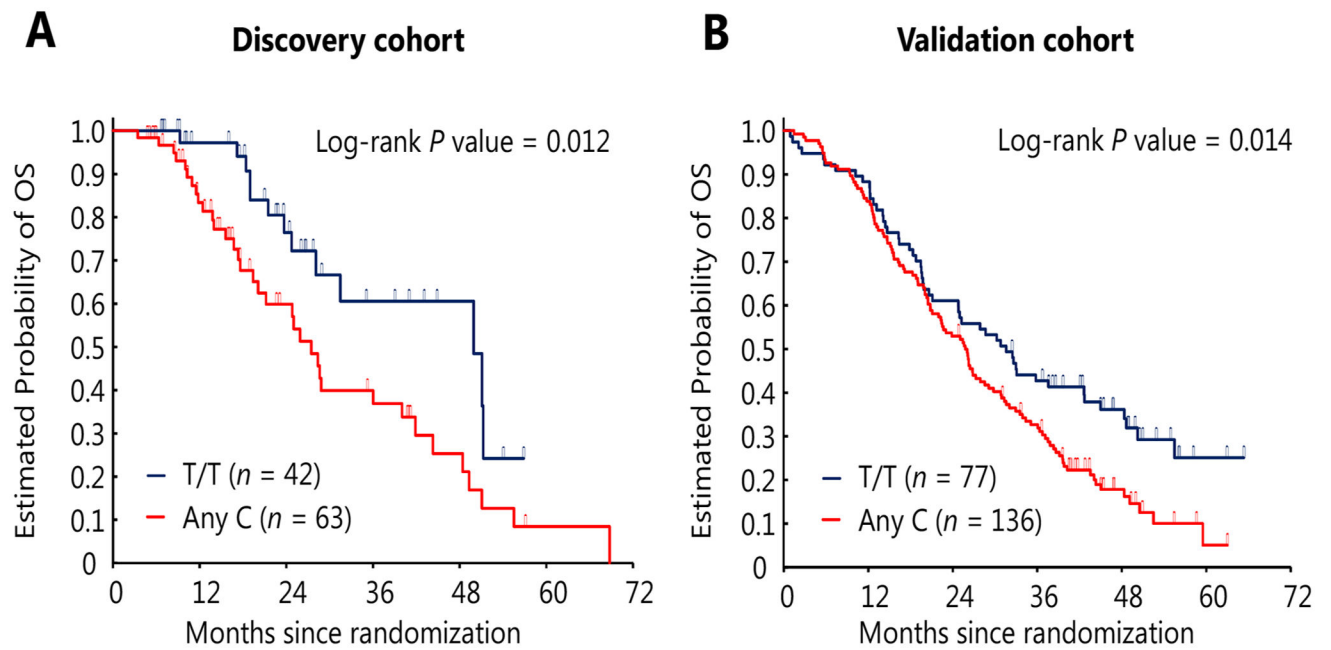 A
Discovery cohort
Log-rank P value = 0.012
Estimated Probability of OS
1.0
0.9
0.8
0.7
0.6
0.5
0.4
0.3
0.2
0.1
0
T/T (n = 42)
Any C (n = 63)
0 12 24 36 48 60 72
Months since randomization
B
Validation cohort
Log-rank P value = 0.014
Estimated Probability of OS
1.0
0.9
0.8
0.7
0.6
0.5
0.4
0.3
0.2
0.1
0
T/T (n = 77)
Any C (n = 136)
0 12 24 36 48 60 72
Months since randomization